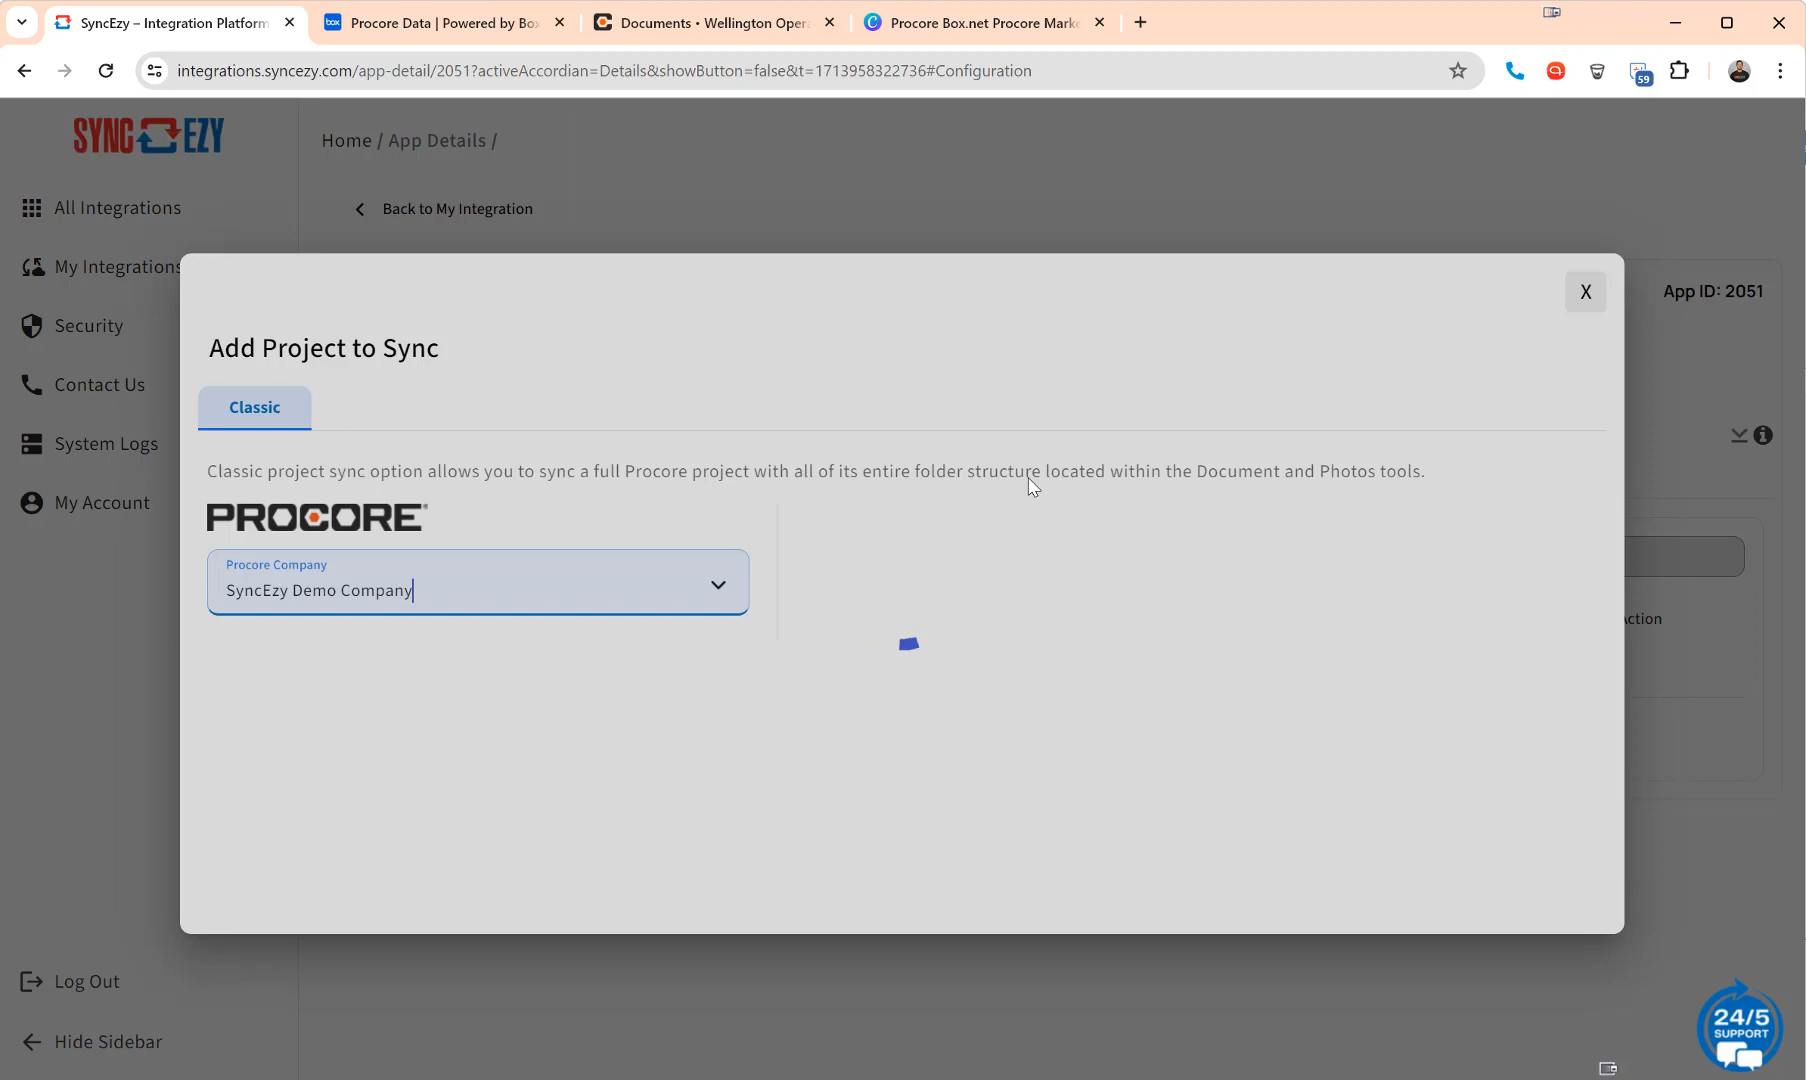 SyncEzy – Integration Platform
box
Procore Data | Powered by Box
Documents • Wellington Oper
Procore Box.net Procore Marke
integrations.syncezy.com/app-detail/2051?activeAccordian=Details&showButton=false&t=1713958322736#Configuration
59
SYNC EZY
Home / App Details /
All Integrations
Back to My Integration
My Integrations
X
App ID: 2051
Security
Add Project to Sync
Contact Us
Classic
System Logs
Classic project sync option allows you to sync a full Procore project with all of its entire folder structure located within the Document and Photos tools.
My Account
PROCORE
Procore Company
SyncEzy Demo Company
Action
Log Out
24/5
SUPPORT
Hide Sidebar